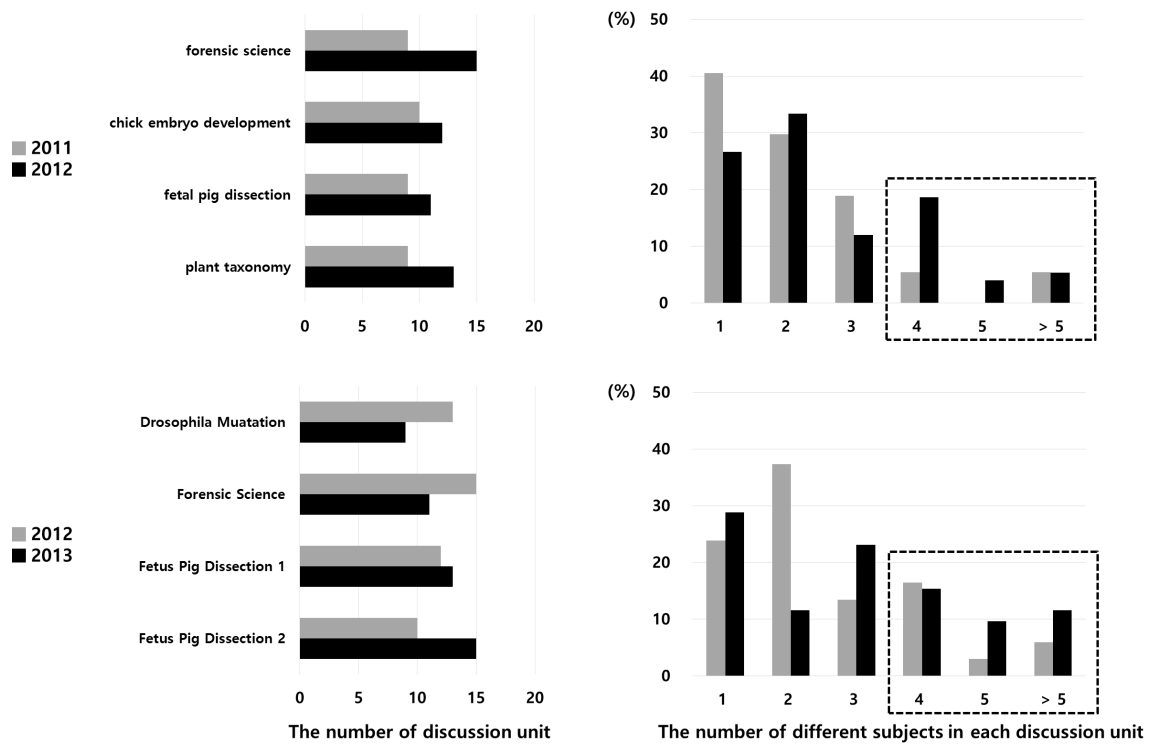 forensic science
chick embryo development
fetal pig dissection
plant taxonomy
2011
2012
0 5 10 15 20
(%)
50
40
30
20
10
0
1 2 3 4 5 > 5
Drosophila Muatation
Forensic Science
Fetus Pig Dissection 1
Fetus Pig Dissection 2
2012
2013
0 5 10 15 20
The number of discussion unit
(%)
50
40
30
20
10
0
1 2 3 4 5 > 5
The number of different subjects in each discussion unit